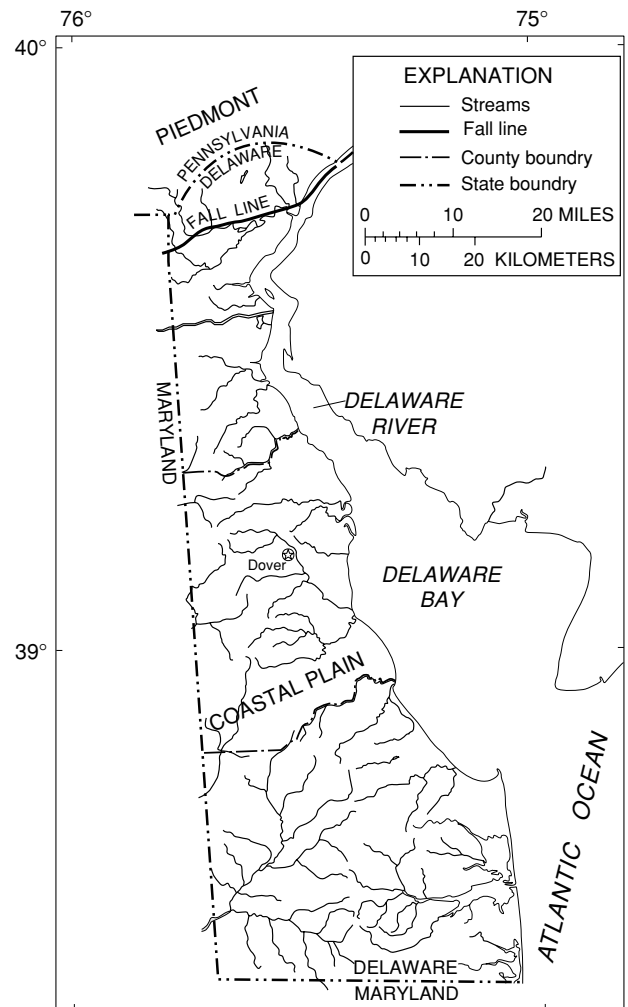 76°
75°
40°
EXPLANATION
Streams
Fall line
County boundry
State boundry
0 10 20 MILES
0 10 20 KILOMETERS
PIEDMONT
PENNSYLVANIA
DELAWARE
FALL LINE
MARYLAND
DELAWARE
RIVER
Dover
DELAWARE
BAY
39°
COASTAL PLAIN
ATLANTIC OCEAN
DELAWARE
MARYLAND